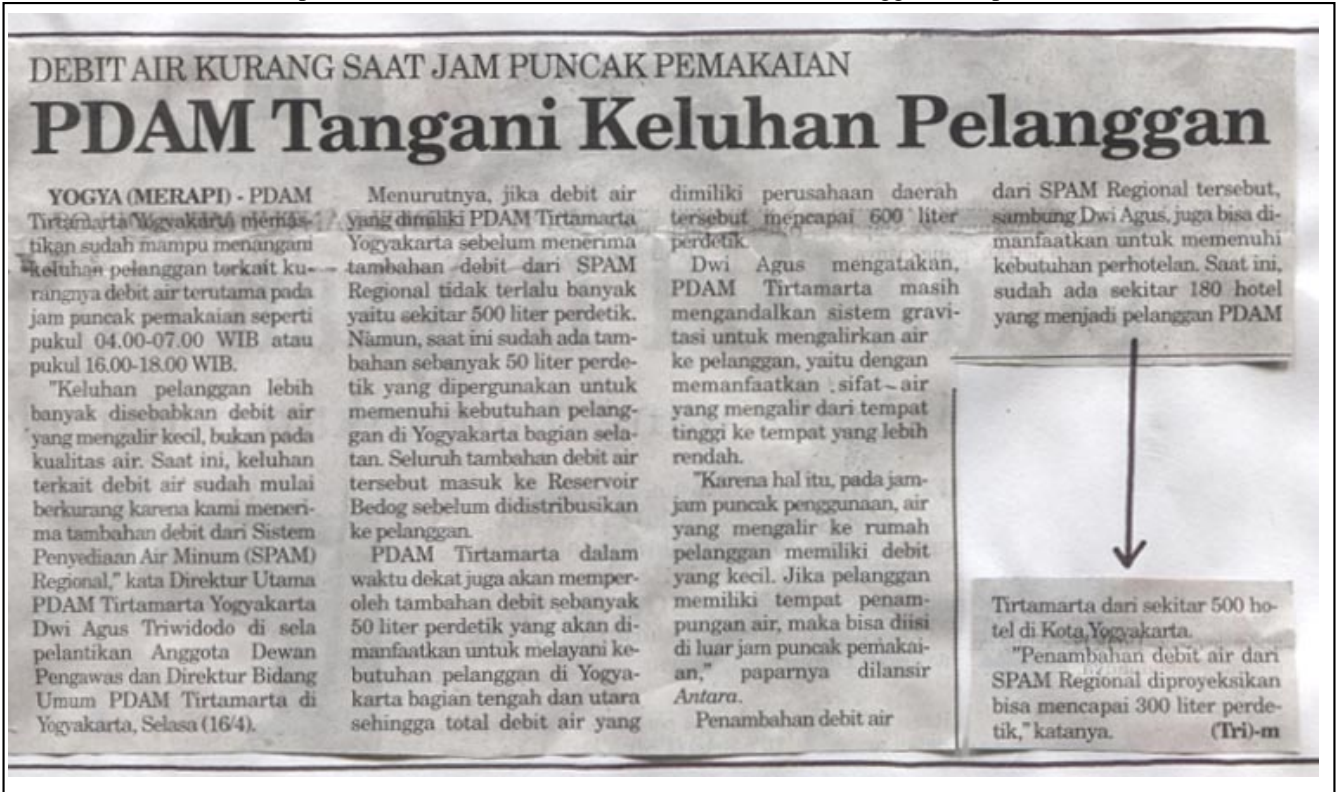 DEBIT AIR KURANG SAAT JAM PUNCAK PEMAKAIAN
PDAM Tangani Keluhan Pelanggan
YOGYA (MERAPI) - PDAM
Tirtamarta Yogyakarta memas-
tikan sudah mampu menangani
keluhan pelanggan terkait ku-
rangnya debit air terutama pada
jam puncak pemakaian seperti
pukul 04.00-07.00 WIB atau
pukul 16.00-18.00 WIB.
"Keluhan pelanggan lebih
banyak disebabkan debit air
yang mengalir kecil, bukan pada
kualitas air. Saat ini, keluhan
terkait debit air sudah mulai
berkurang karena kami meneri-
ma tambahan debit dari Sistem
Penyediaan Air Minum (SPAM)
Regional," kata Direktur Utama
PDAM Tirtamarta Yogyakarta
Dwi Agus Triwidodo di sela
pelantikan Anggota Dewan
Pengawas dan Direktur Bidang
Umum PDAM Tirtamarta di
Yogyakarta, Selasa (16/4).
Menurutnya, jika debit air
yang dimiliki PDAM Tirtamarta
Yogyakarta sebelum menerima
tambahan debit dari SPAM
Regional tidak terlalu banyak
yaitu sekitar 500 liter perdetik.
Namun, saat ini sudah ada tam-
bahan sebanyak 50 liter perde-
tik yang dipergunakan untuk
memenuhi kebutuhan pelang-
gan di Yogyakarta bagian sela-
tan. Seluruh tambahan debit air
tersebut masuk ke Reservoir
Bedog sebelum didistribusikan
ke pelanggan.
PDAM Tirtamarta dalam
waktu dekat juga akan memper-
oleh tambahan debit sebanyak
50 liter perdetik yang akan di-
manfaatkan untuk melayani ke-
butuhan pelanggan di Yogya-
karta bagian tengah dan utara
sehingga total debit air yang
dimiliki perusahaan daerah
tersebut mencapai 600 liter
perdetik.
Dwi Agus mengatakan,
PDAM Tirtamarta masih
mengandalkan sistem gravi-
tasi untuk mengalirkan air
ke pelanggan, yaitu dengan
memanfaatkan sifat air
yang mengalir dari tempat
tinggi ke tempat yang lebih
rendah.
"Karena hal itu, pada jam-
jam puncak penggunaan, air
yang mengalir ke rumah
pelanggan memiliki debit
yang kecil. Jika pelanggan
memiliki tempat penam-
pungan air, maka bisa diisi
di luar jam puncak pemakai-
an," paparnya dilansir
Antara.
Penambahan debit air
dari SPAM Regional tersebut,
sambung Dwi Agus, juga bisa di-
manfaatkan untuk memenuhi
kebutuhan perhotelan. Saat ini,
sudah ada sekitar 180 hotel
yang menjadi pelanggan PDAM
Tirtamarta dari sekitar 500 ho-
tel di Kota Yogyakarta.
"Penambahan debit air dari
SPAM Regional diproyeksikan
bisa mencapai 300 liter perde-
tik," katanya. (Tri)-m